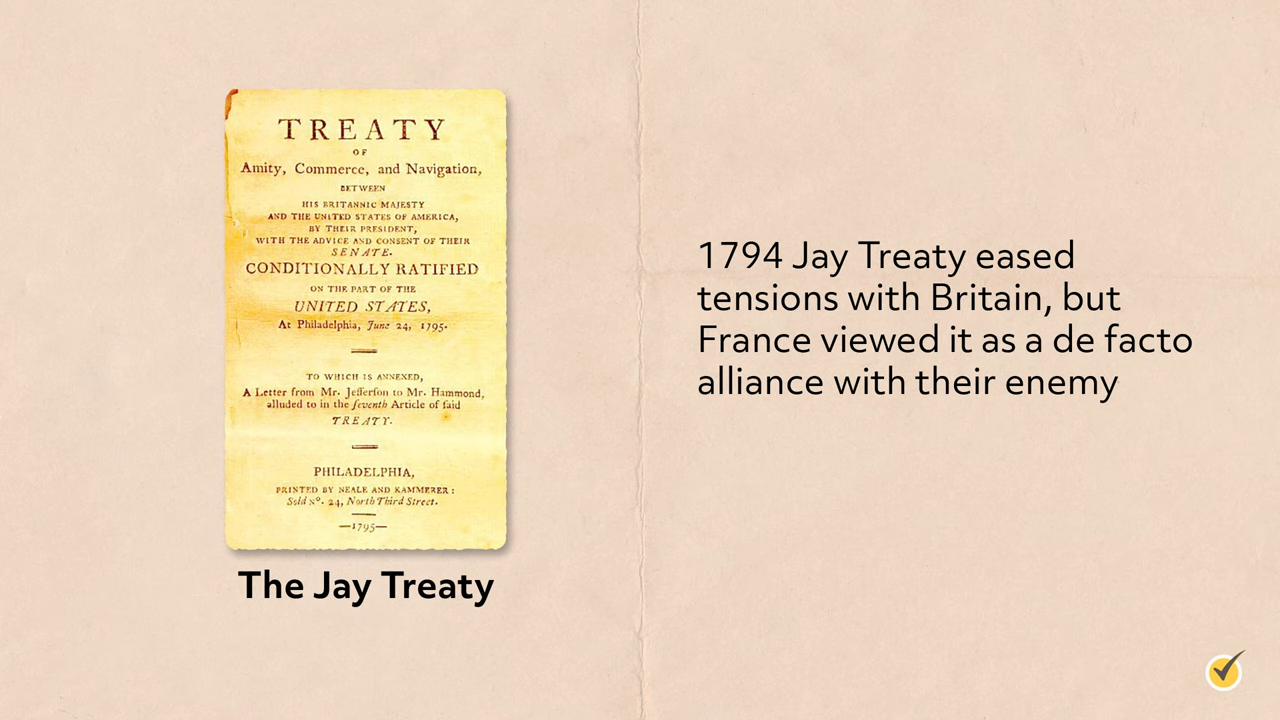 TREATY
OF
Amity, Commerce, and Navigation,
BETWEEN
HIS BRITANNIC MAJESTY
AND THE UNITED STATES OF AMERICA,
BY THEIR PRESIDENT,
WITH THE ADVICE AND CONSENT OF THEIR
SENATE.
CONDITIONALLY RATIFIED
ON THE PART OF THE
UNITED STATES,
At Philadelphia, June 24, 1795.
TO WHICH IS ANNEXED,
A Letter from Mr. Jefferſon to Mr. Hammond,
alluded to in the ſeventh Article of ſaid
TREATY.
PHILADELPHIA,
PRINTED BY NEALE AND KAMMERER:
Sold No. 24, North Third Street.
—1795—
The Jay Treaty
1794 Jay Treaty eased
tensions with Britain, but
France viewed it as a de facto
alliance with their enemy